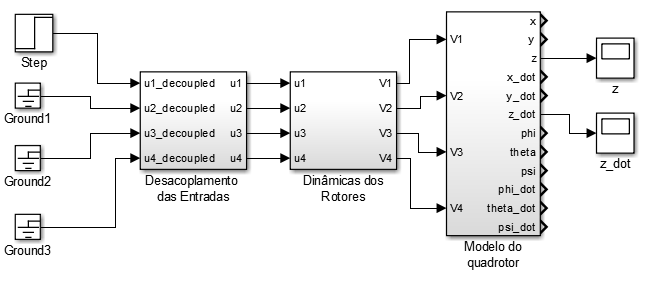 Step
Ground1
Ground2
Ground3
u1_decoupled u1
u2_decoupled u2
u3_decoupled u3
u4_decoupled u4
Desacoplamento
das Entradas
u1 V1
u2 V2
u3 V3
u4 V4
Dinâmicas dos
Rotores
V1
V2
V3
V4
x
y
z
x_dot
y_dot
z_dot
phi
theta
psi
phi_dot
theta_dot
psi_dot
Modelo do
quadrotor
z
z_dot